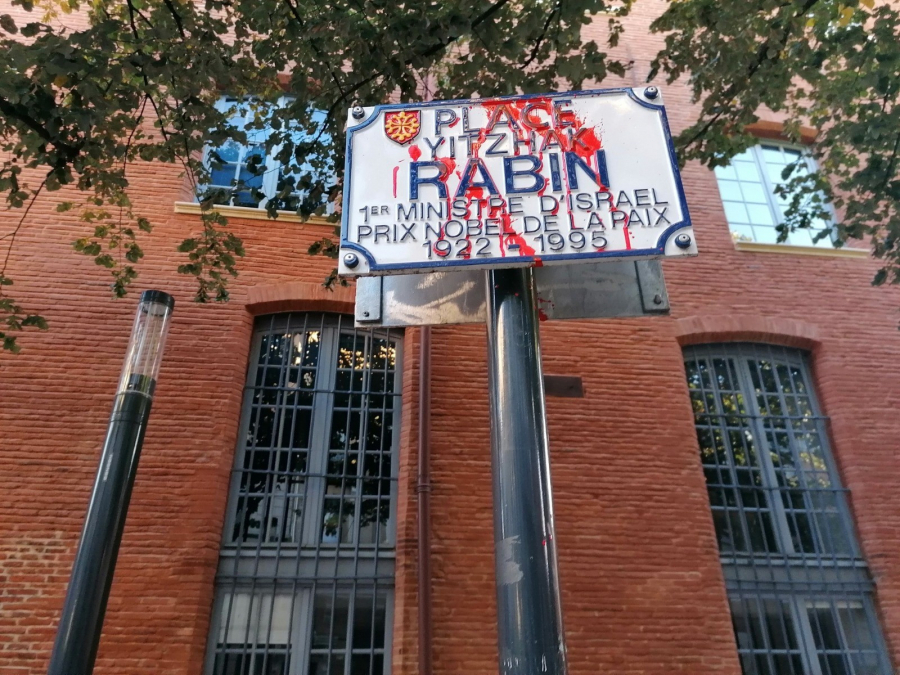 PLACE
YITZHAK
RABIN
1ER MINISTRE D'ISRAEL
PRIX NOBEL DE LA PAIX
1922 - 1995